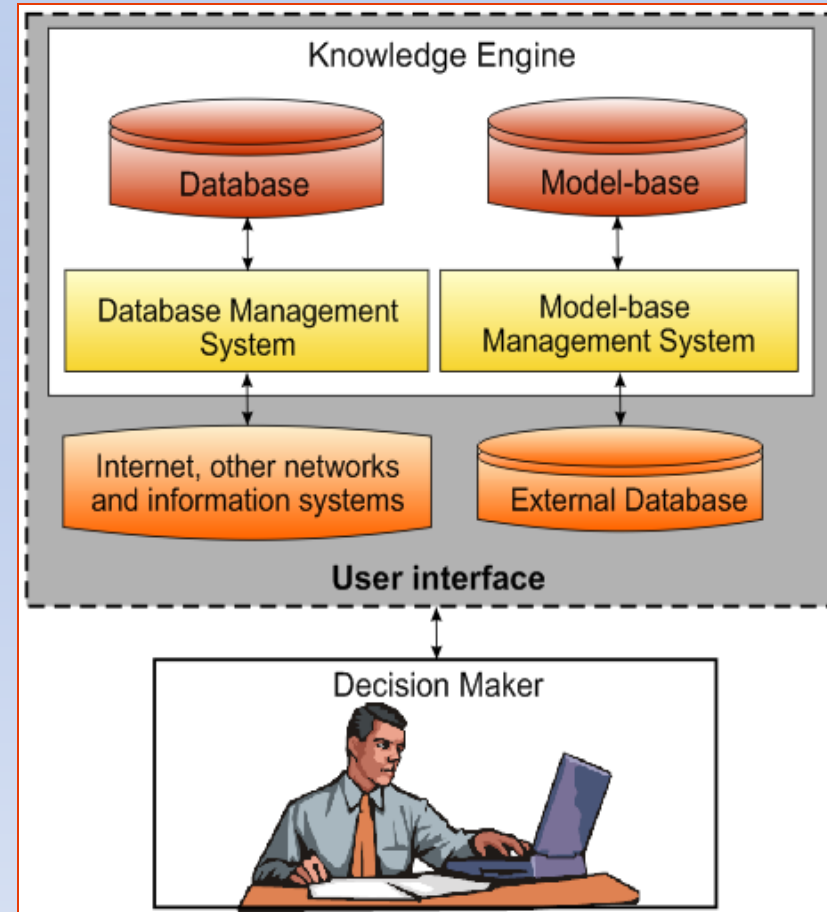 Knowledge Engine
Database
Model-base
Database Management
System
Model-base
Management System
Internet, other networks
and information systems
External Database
User interface
Decision Maker